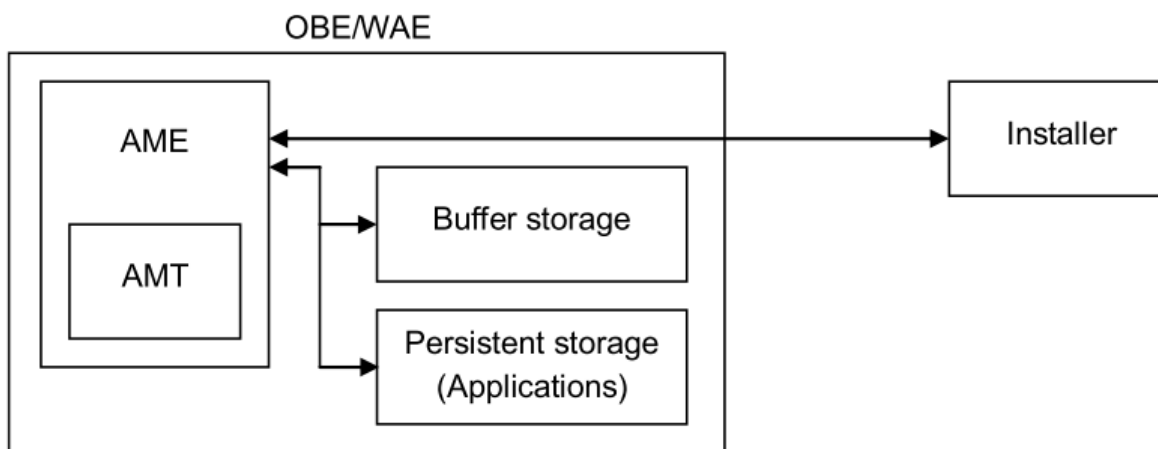 OBE/WAE
AME
Installer
Buffer storage
AMT
Persistent storage
(Applications)